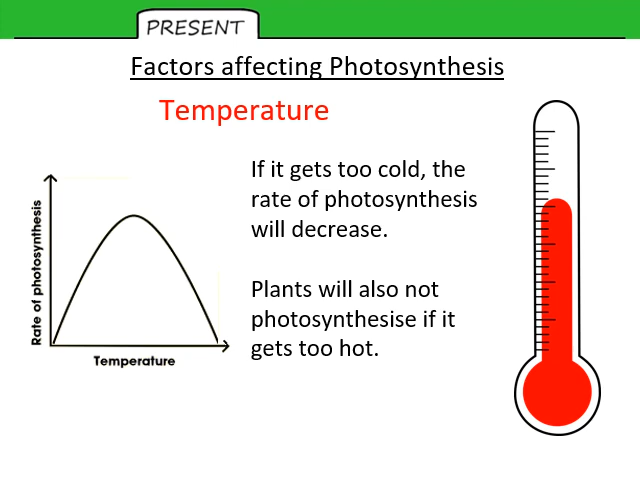 PRESENT
Factors affecting Photosynthesis
Temperature
If it gets too cold, the
rate of photosynthesis
will decrease.
Plants will also not
photosynthesise if it
gets too hot.
Rate of photosynthesis
Temperature